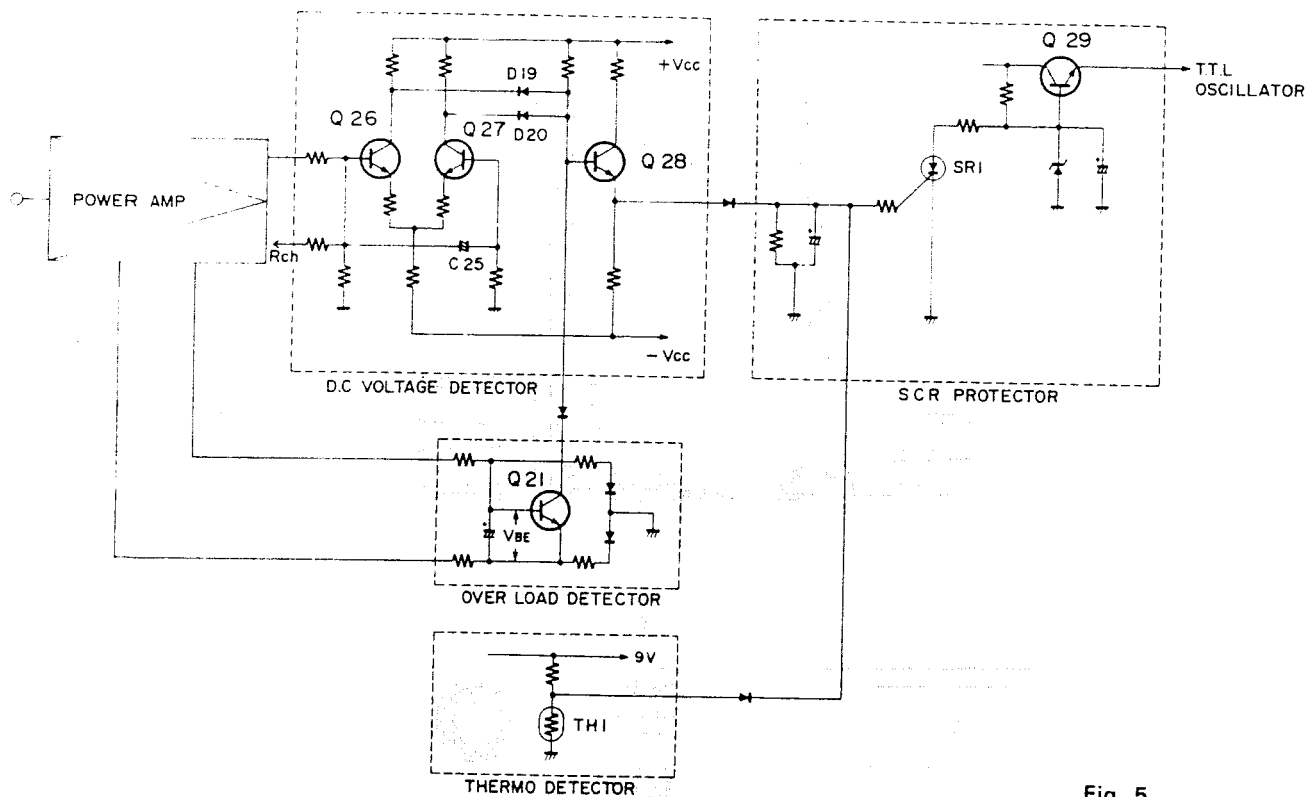 Q 29
T.T.L
OSCILLATOR
+Vcc
D19
Q 26
Q 27
D20
Q 28
SR1
POWER AMP
Rch
C 25
- Vcc
D.C VOLTAGE DETECTOR
SCR PROTECTOR
Q 21
VBE
OVER LOAD DETECTOR
9V
TH1
THERMO DETECTOR
Fig. 5